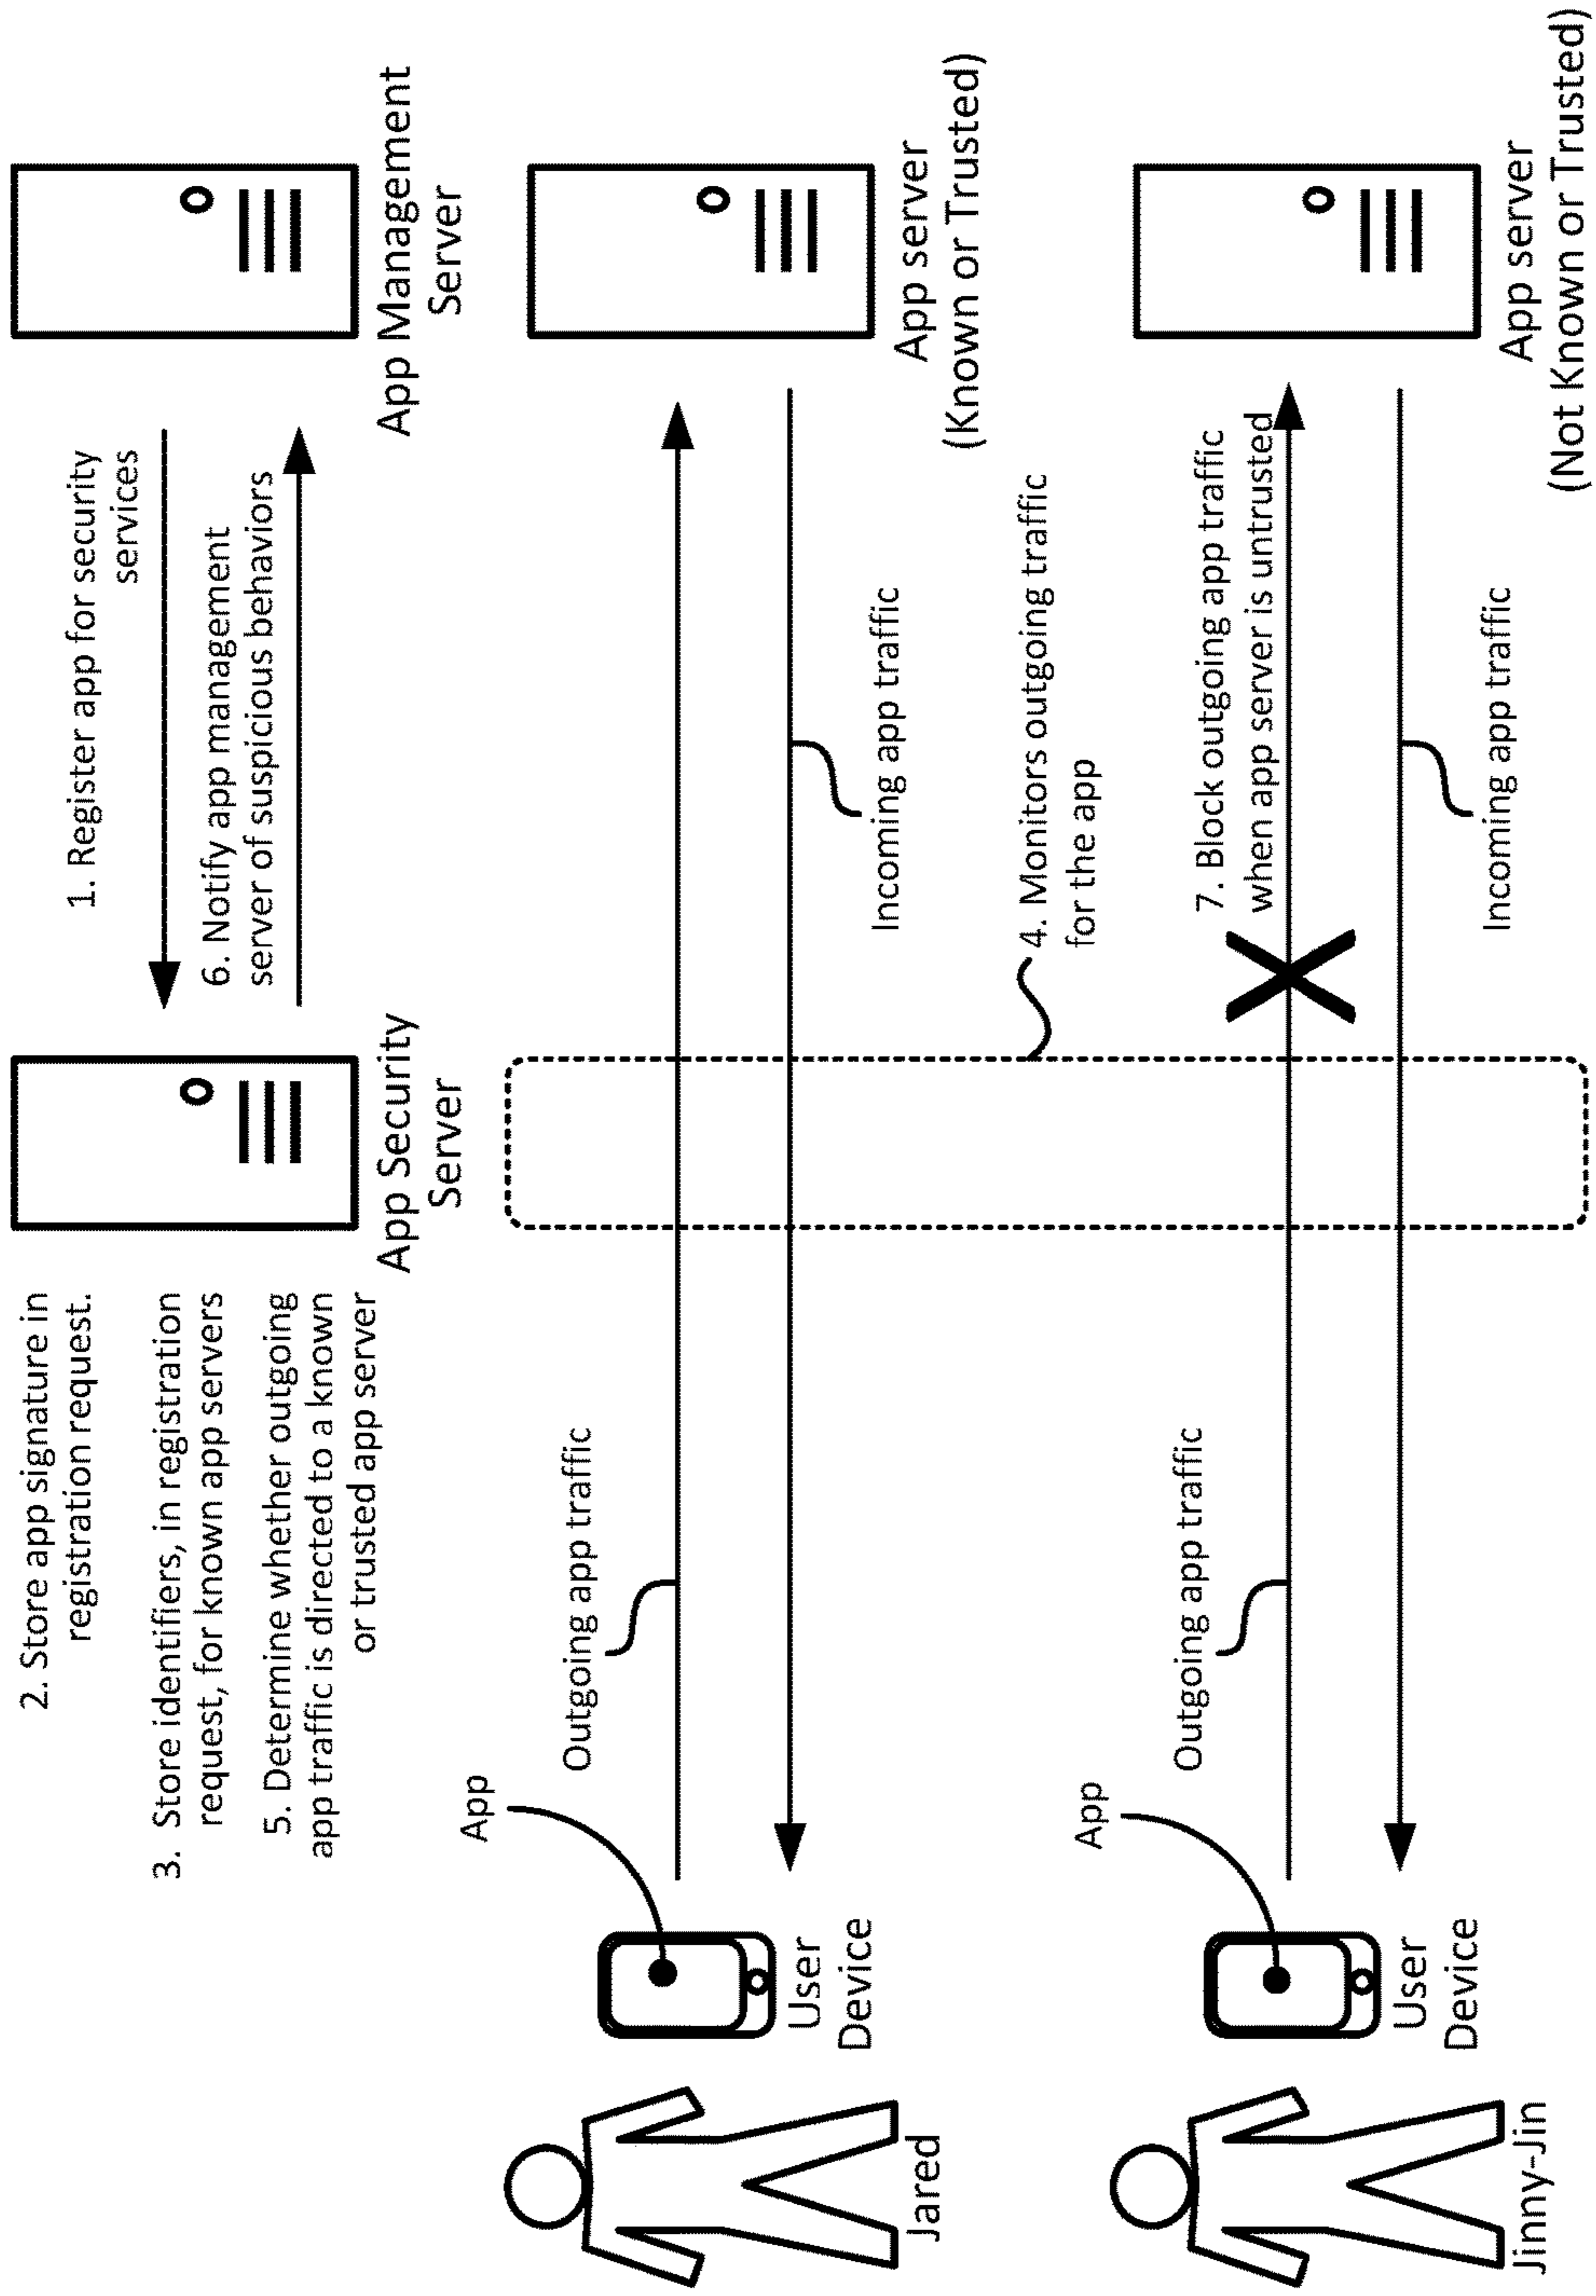 2. Store app signature in
registration request.
3. Store identifiers, in registration
request, for known app servers
5. Determine whether outgoing
app traffic is directed to a known
or trusted app server
App Security
Server
1. Register app for security
services
6. Notify app management
server of suspicious behaviors
App Management
Server
Jared
User
Device
App
Outgoing app traffic
Incoming app traffic
App server
(Known or Trusted)
4. Monitors outgoing traffic
for the app
Jinny-Jin
User
Device
App
Outgoing app traffic
7. Block outgoing app traffic
when app server is untrusted
Incoming app traffic
App server
(Not Known or Trusted)